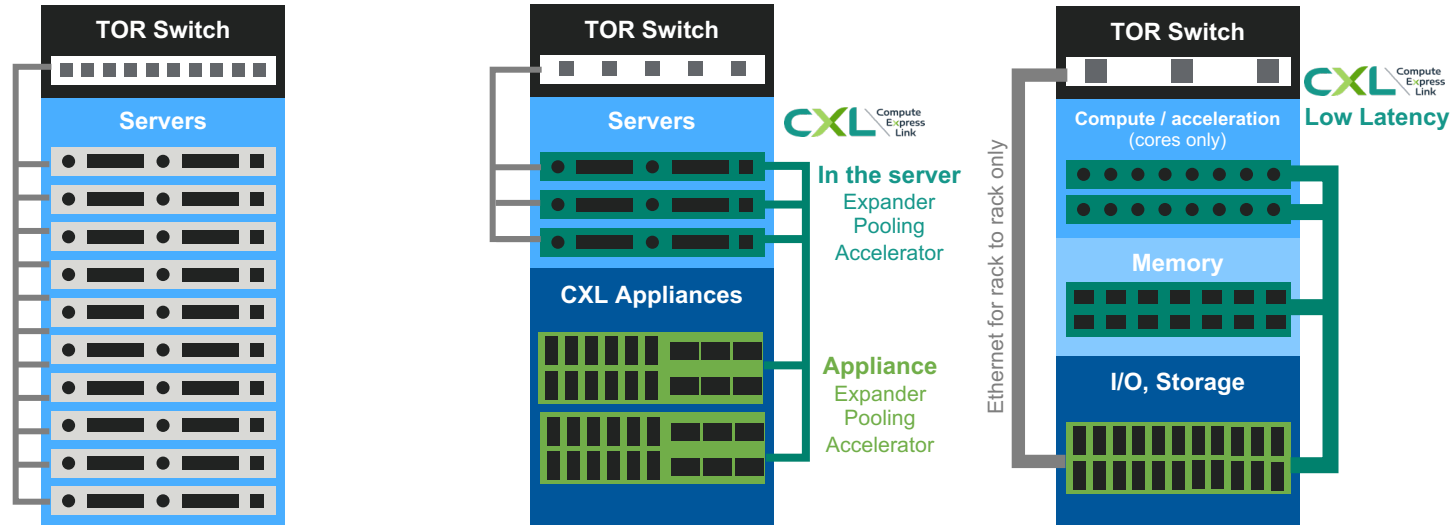 TOR Switch
Servers
TOR Switch
Servers
CXL Compute
Express
Link
In the server
Expander
Pooling
Accelerator
CXL Appliances
Appliance
Expander
Pooling
Accelerator
TOR Switch
CXL Compute
Express
Link
Low Latency
Compute / acceleration
(cores only)
Ethernet for rack to rack only
Memory
I/O, Storage